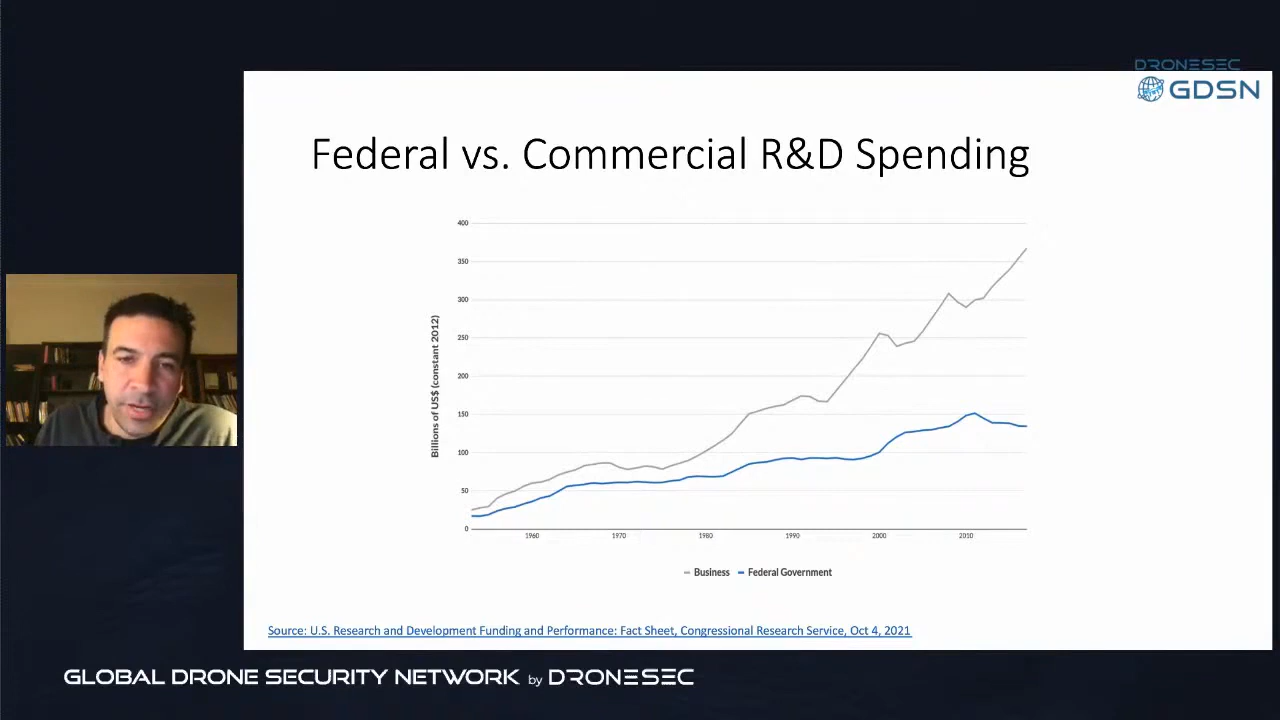 DRONESEC
GDSN
Federal vs. Commercial R&D Spending
400
350
300
250
200
150
100
50
0
Billions of US$ (constant 2012)
1960 1970 1980 1990 2000 2010
Business Federal Government
Source: U.S. Research and Development Funding and Performance: Fact Sheet, Congressional Research Service, Oct 4, 2021
GLOBAL DRONE SECURITY NETWORK by DRONESEC